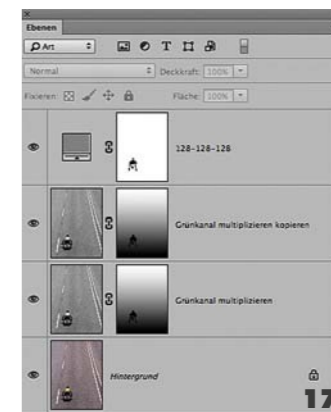 Ebenen
Art
Normal Deckkraft: 100%
Fixieren: Fläche: 100%
128-128-128
Grünkanal multiplizieren kopieren
Grünkanal multiplizieren
Hintergrund
17